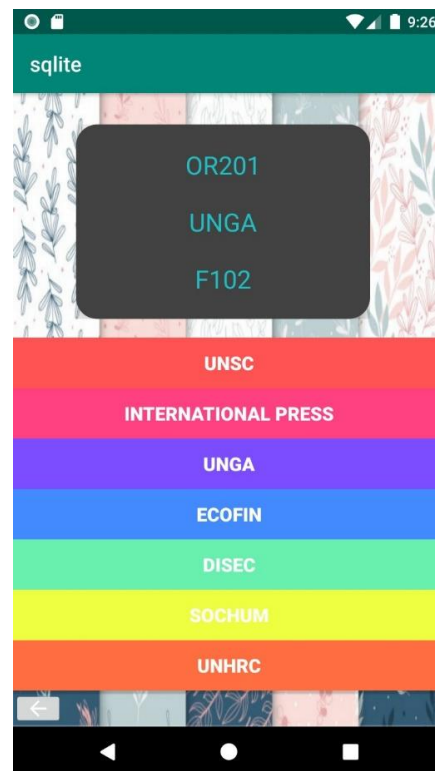 9:26
sqlite
OR201
UNGA
F102
UNSC
INTERNATIONAL PRESS
UNGA
ECOFIN
DISEC
SOCHUM
UNHRC